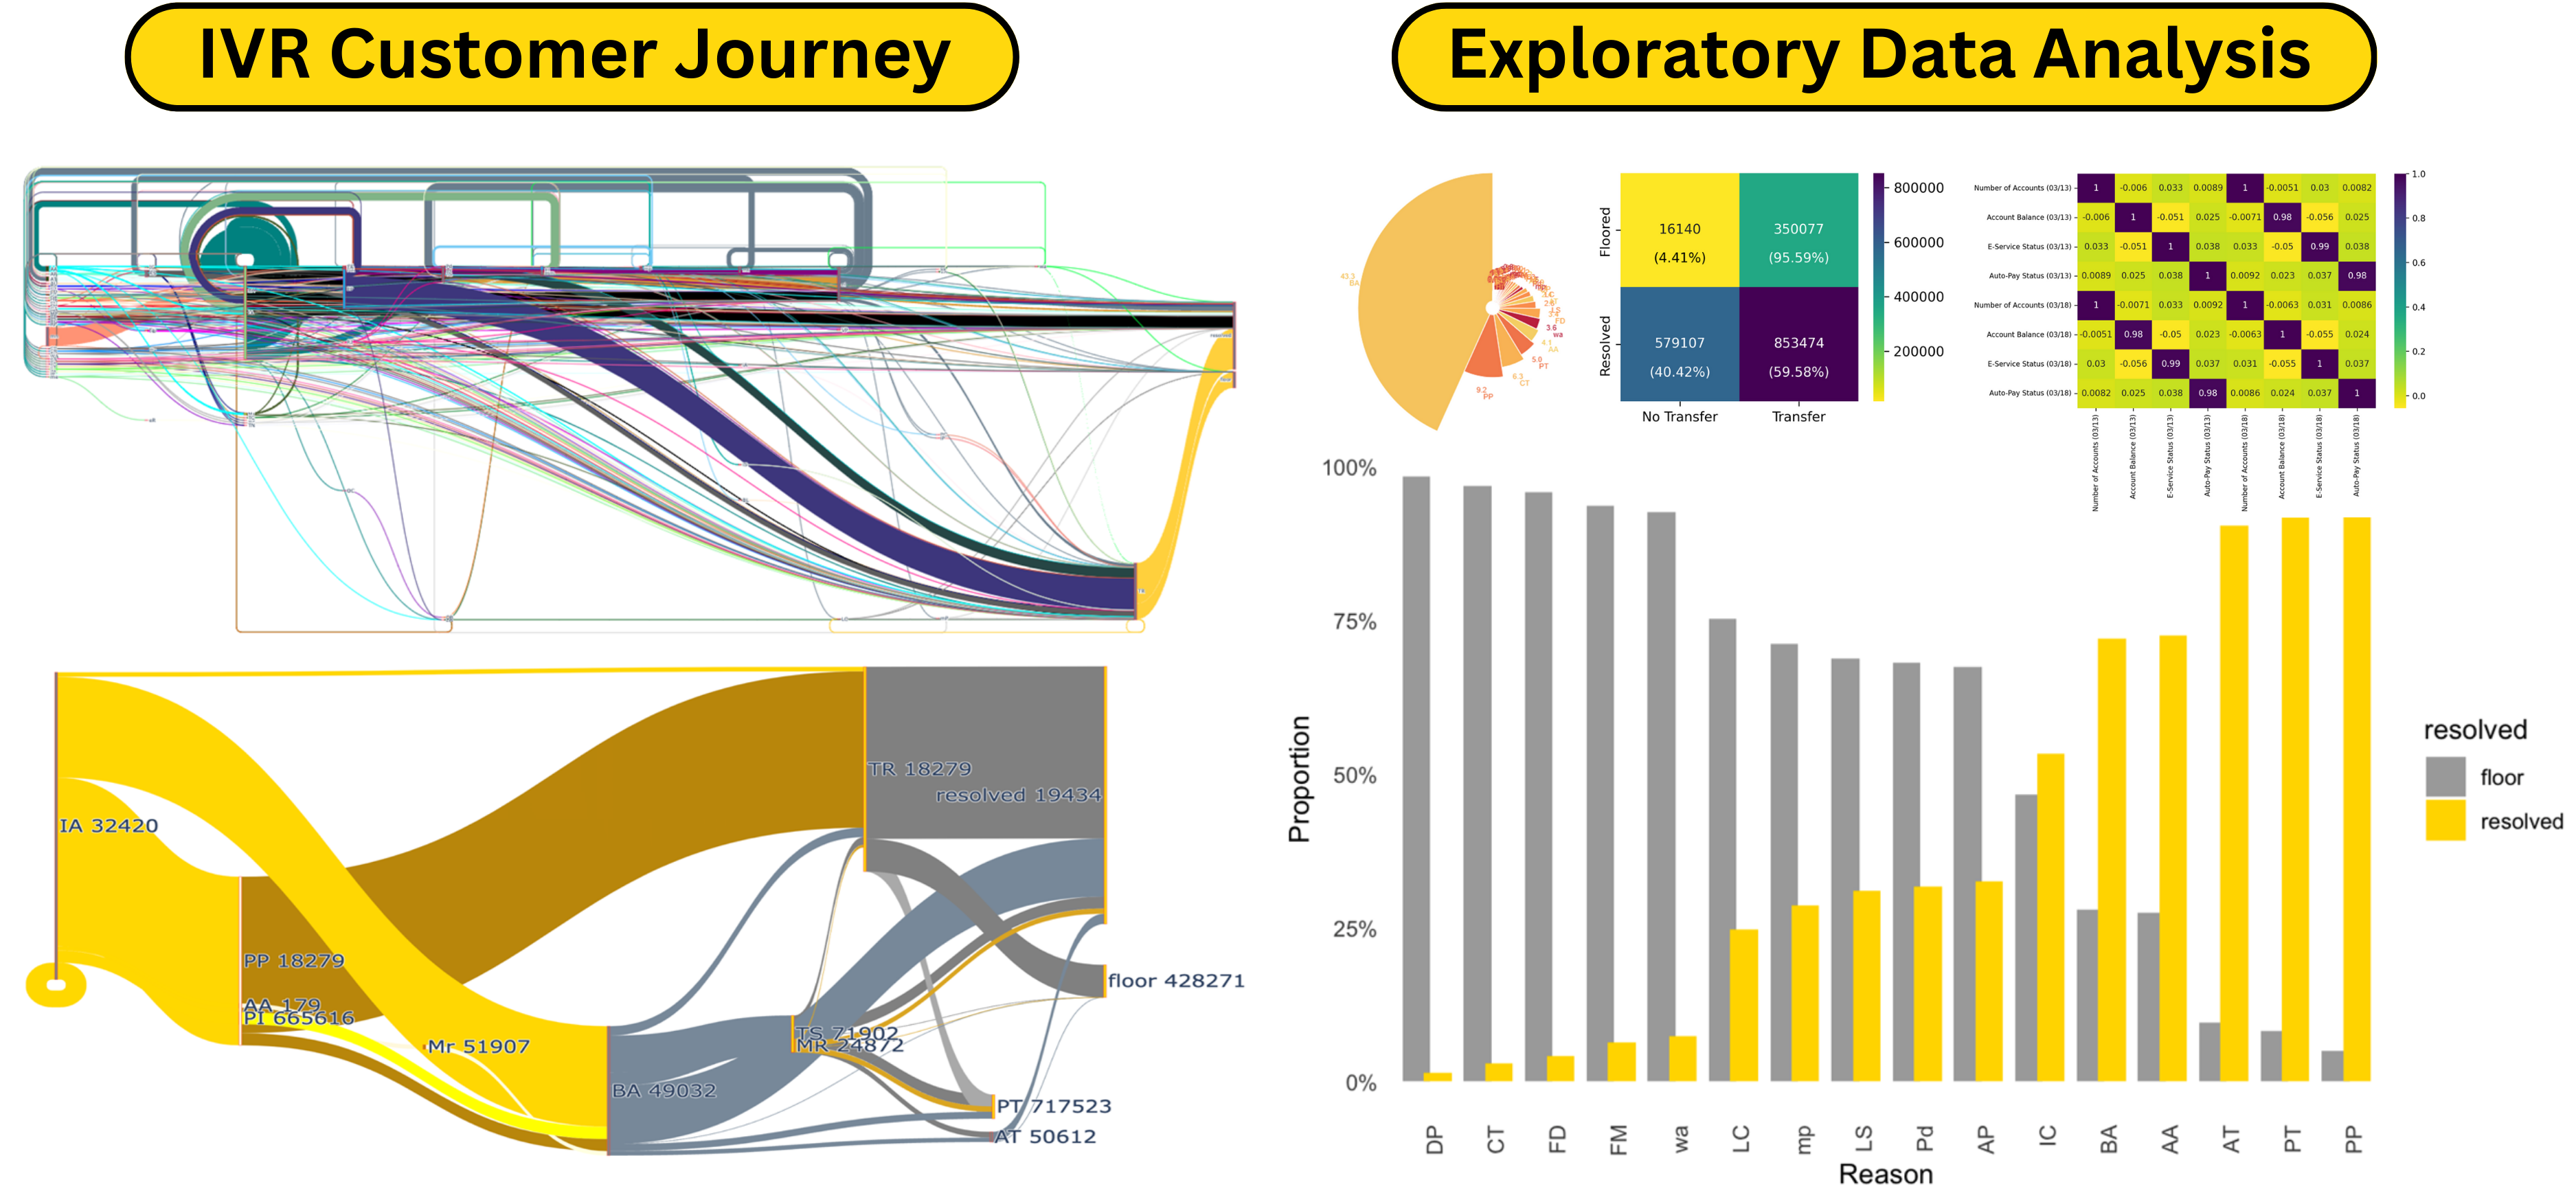 IVR Customer Journey
Exploratory Data Analysis
IA 32420
PP 18279
AA 179
PI 665616
Mr 51907
BA 49032
TR 18279
resolved 19434
TS 71902
MR 24872
floor 428271
PT 717523
AT 50612
43.3
BA
FD
3.6
wa
4.1
AA
5.0
PT
6.3
CT
9.2
PP
Floored
16140
350077
(4.41%)
(95.59%)
Resolved
579107
853474
(40.42%)
(59.58%)
No Transfer
Transfer
800000
600000
400000
200000
Number of Accounts (03/13) 1 -0.006 0.033 0.0089 1 -0.0051 0.03 0.0082
Account Balance (03/13) -0.006 1 -0.051 0.025 -0.0071 0.98 -0.056 0.025
E-Service Status (03/13) 0.033 -0.051 1 0.038 0.033 -0.05 0.99 0.038
Auto-Pay Status (03/13) 0.0089 0.025 0.038 1 0.0092 0.023 0.037 0.98
Number of Accounts (03/18) 1 -0.0071 0.033 0.0092 1 -0.0063 0.031 0.0086
Account Balance (03/18) -0.0051 0.98 -0.05 0.023 -0.0063 1 -0.055 0.024
E-Service Status (03/18) 0.03 -0.056 0.99 0.037 0.031 -0.055 1 0.037
Auto-Pay Status (03/18) 0.0082 0.025 0.038 0.98 0.0086 0.024 0.037 1
Number of Accounts (03/13)
Account Balance (03/13)
E-Service Status (03/13)
Auto-Pay Status (03/13)
Number of Accounts (03/18)
Account Balance (03/18)
E-Service Status (03/18)
Auto-Pay Status (03/18)
1.0
0.8
0.6
0.4
0.2
0.0
100%
75%
50%
25%
0%
Proportion
DP CT FD FM wa LC mp LS Pd AP IC BA AA AT PT PP
Reason
resolved
floor
resolved